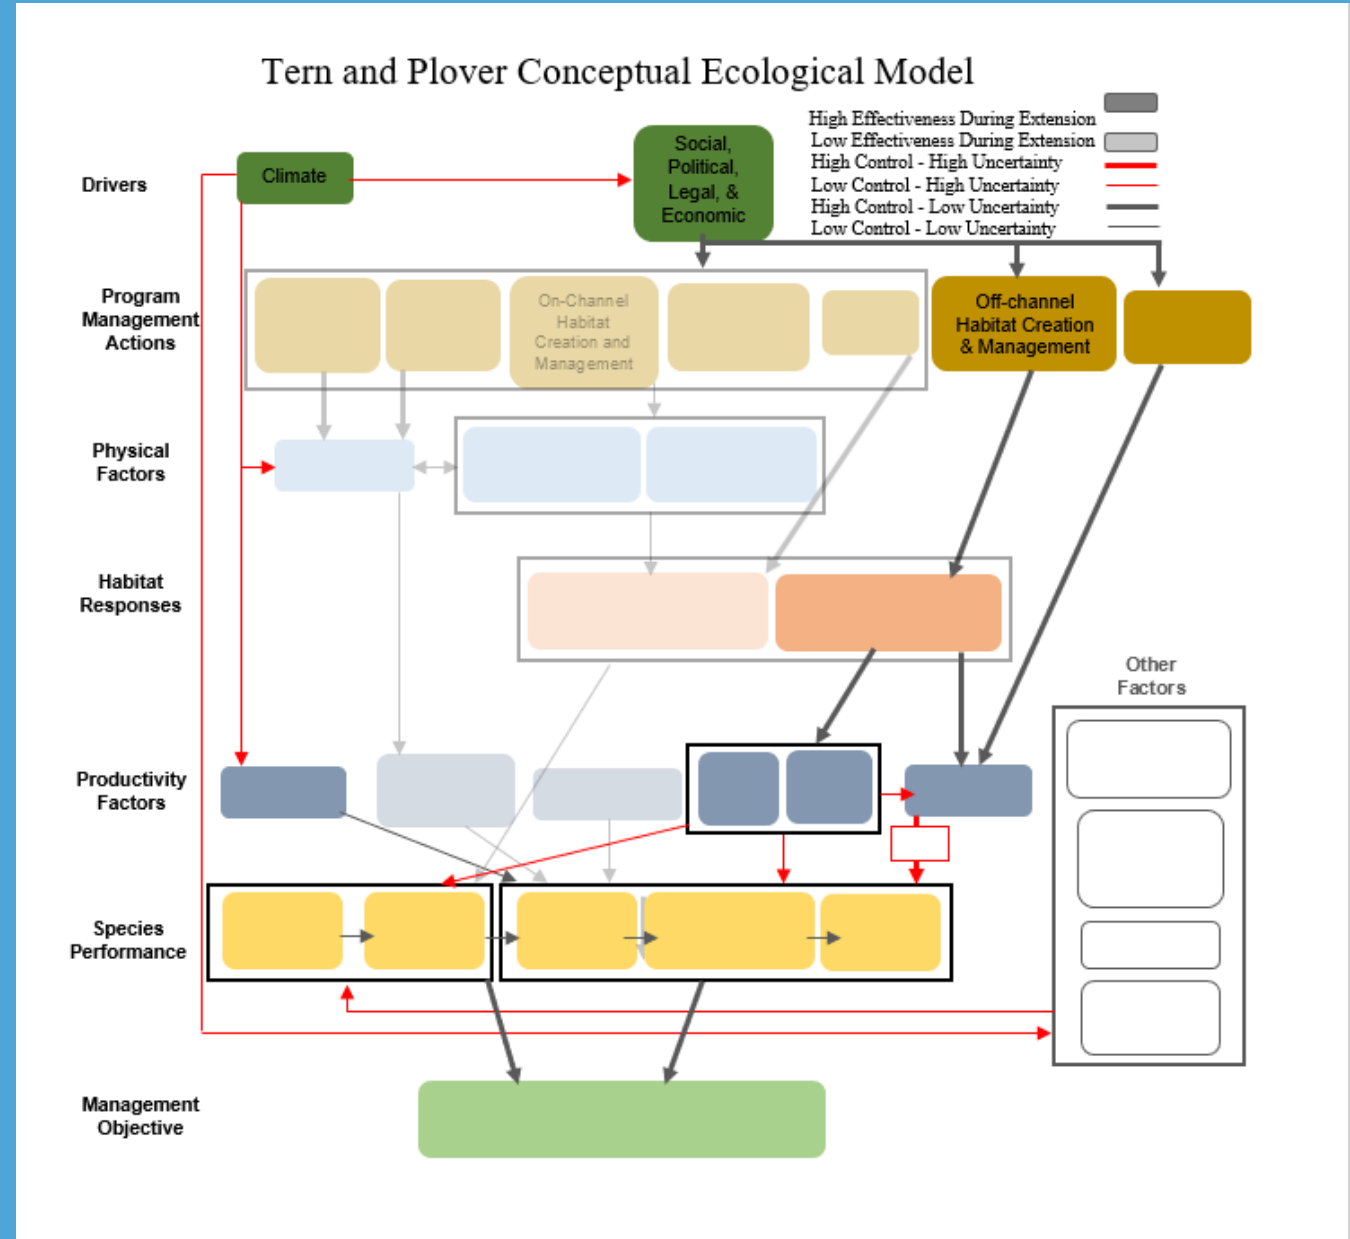 Tern and Plover Conceptual Ecological Model
High Effectiveness During Extension
Low Effectiveness During Extension
High Control - High Uncertainty
Low Control - High Uncertainty
High Control - Low Uncertainty
Low Control - Low Uncertainty
Drivers
Climate
Social,
Political,
Legal, &
Economic
Program
Management
Actions
On-Channel
Habitat
Creation and
Management
Off-channel
Habitat Creation
& Management
Physical
Factors
Habitat
Responses
Other
Factors
Productivity
Factors
Species
Performance
Management
Objective